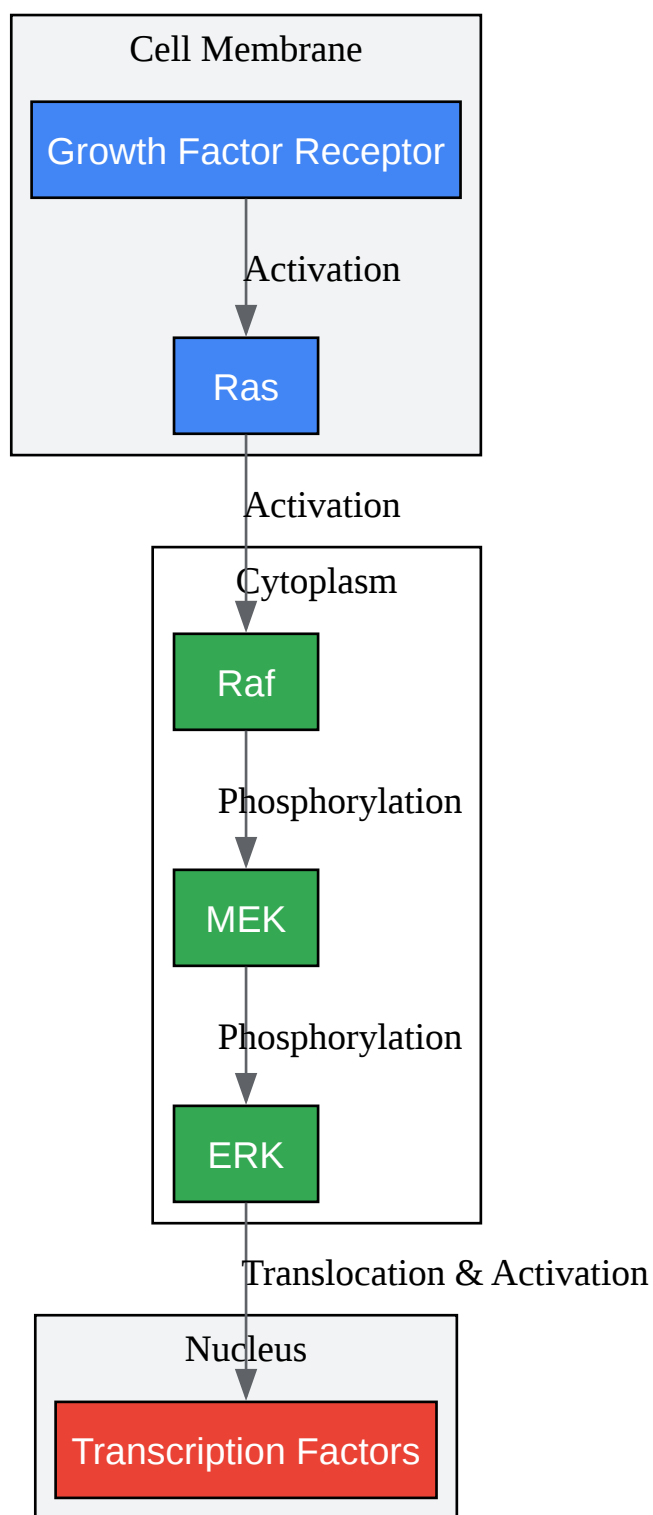 Cell Membrane
Growth Factor Receptor
Activation
Ras
Activation
Cytoplasm
Raf
Phosphorylation
MEK
Phosphorylation
ERK
Translocation & Activation
Nucleus
Transcription Factors